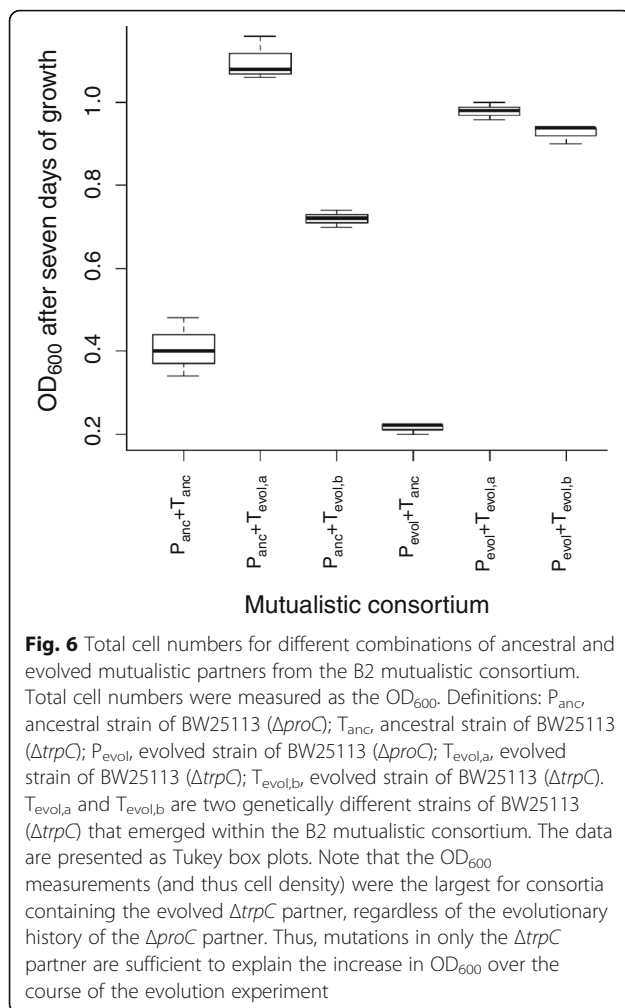 OD₆₀₀ after seven days of growth
1.0
0.8
0.6
0.4
0.2
Pₐₙc+Tₐₙc
Pₐₙc+Tₑᵥₒₗ,ₐ
Pₐₙc+Tₑᵥₒₗ,b
Pₑᵥₒₗ+Tₐₙc
Pₑᵥₒₗ+Tₑᵥₒₗ,ₐ
Pₑᵥₒₗ+Tₑᵥₒₗ,b
Mutualistic consortium
Fig. 6 Total cell numbers for different combinations of ancestral and
evolved mutualistic partners from the B2 mutualistic consortium.
Total cell numbers were measured as the OD₆₀₀. Definitions: Pₐₙc,
ancestral strain of BW25113 (ΔproC); Tₐₙc, ancestral strain of BW25113
(ΔtrpC); Pₑᵥₒₗ, evolved strain of BW25113 (ΔproC); Tₑᵥₒₗ,ₐ, evolved
strain of BW25113 (ΔtrpC); Tₑᵥₒₗ,b, evolved strain of BW25113 (ΔtrpC).
Tₑᵥₒₗ,ₐ and Tₑᵥₒₗ,b are two genetically different strains of BW25113
(ΔtrpC) that emerged within the B2 mutualistic consortium. The data
are presented as Tukey box plots. Note that the OD₆₀₀
measurements (and thus cell density) were the largest for consortia
containing the evolved ΔtrpC partner, regardless of the evolutionary
history of the ΔproC partner. Thus, mutations in only the ΔtrpC
partner are sufficient to explain the increase in OD₆₀₀ over the
course of the evolution experiment